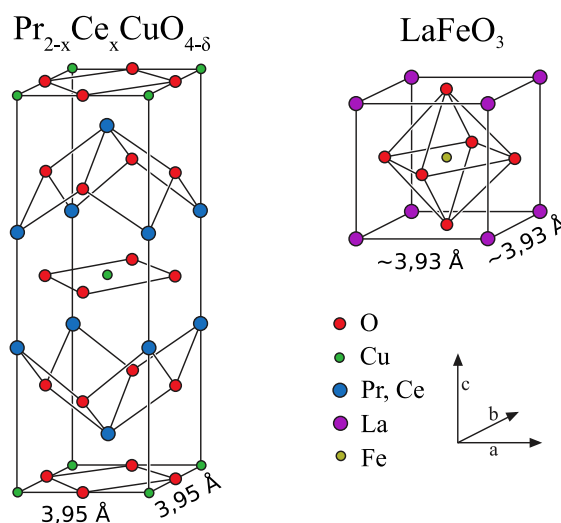 Pr2-xCexCuO4-δ
LaFeO3
3,95 Å
3,95 Å
~3,93 Å
~3,93 Å
O
Cu
Pr, Ce
La
Fe
c
b
a